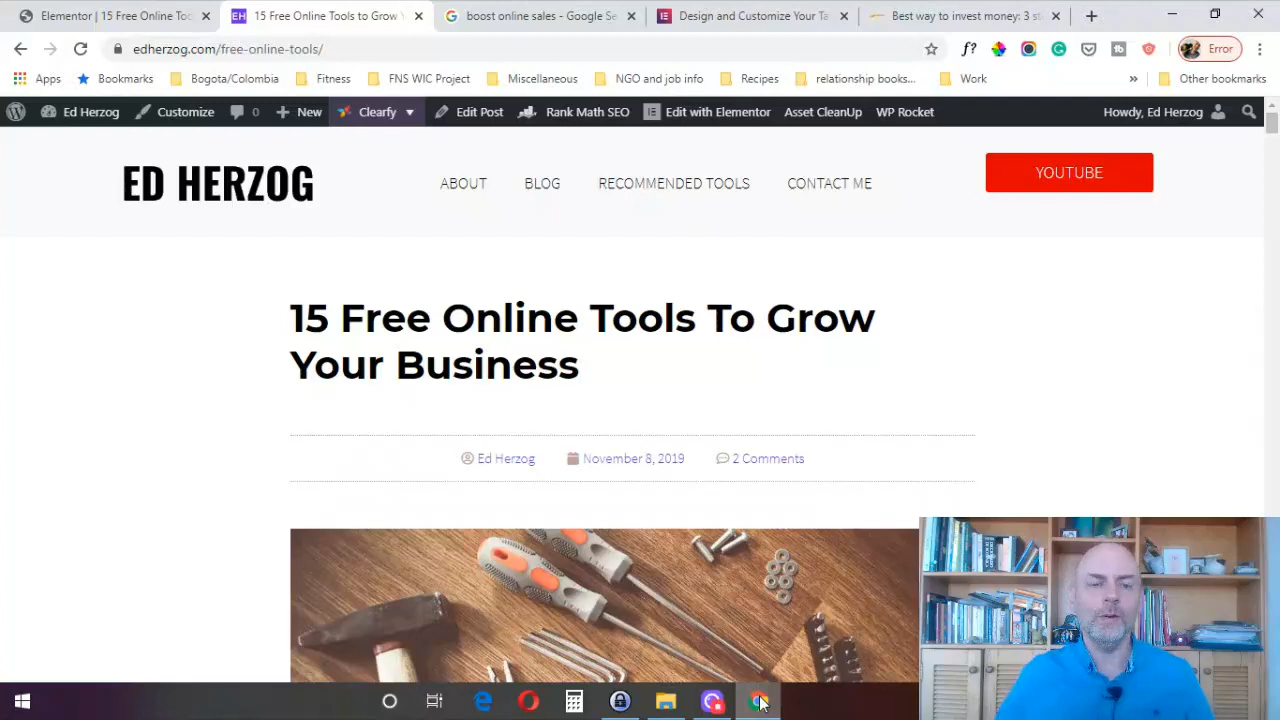 Elementor | 15 Free Online Toc
15 Free Online Tools to Grow Y
boost online sales - Google Se
Design and Customize Your Ta
Best way to invest money: 3 s
edherzog.com/free-online-tools/
f?
Error
Apps
Bookmarks
Bogota/Colombia
Fitness
FNS WIC Project
Miscellaneous
NGO and job info
Recipes
relationship book...
Work
Other bookmarks
Ed Herzog
Customize
0
New
Clearfy
Edit Post
Rank Math SEO
Edit with Elementor
Asset CleanUp
WP Rocket
Howdy, Ed Herzog
ED HERZOG
ABOUT
BLOG
RECOMMENDED TOOLS
CONTACT ME
YOUTUBE
15 Free Online Tools To Grow
Your Business
Ed Herzog
November 8, 2019
2 Comments